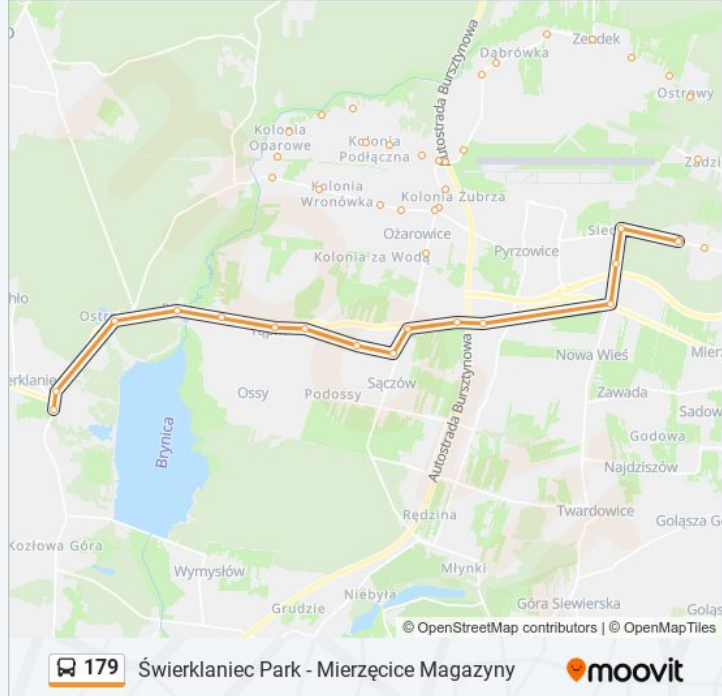 Autostrada Bursztynowa
Dąbrówka
Zendek
Ostrowy
Kolonia
Oparowe
Kolonia
Podłączna
Kolonia
Wronówka
Kolonia Żubrza
Ożarowice
Kolonia za Wodą
Pyrzowice
Nowa Wieś
Zawada
Godowa
Najdziszów
Sączów
Podossy
Ossy
Brynica
Autostrada Bursztynowa
Rędzina
Twardowice
Kozłowa Góra
Wymysłów
Niebyła
Młynki
Grudzie
Góra Siewierska
© OpenStreetMap contributors | © OpenMapTiles
179 Świerklaniec Park - Mierzęcice Magazyny
moovit